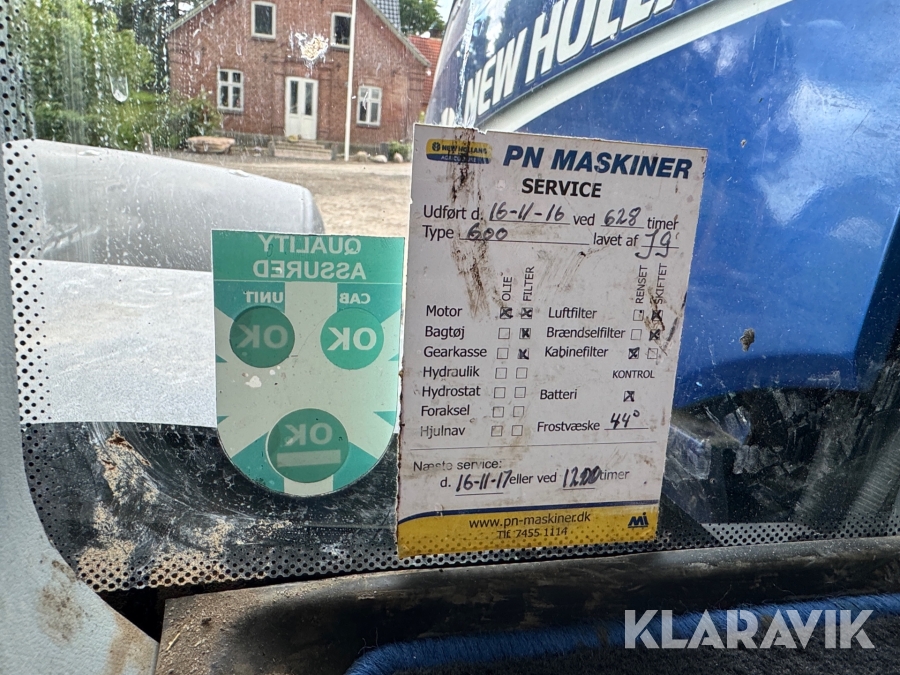 NEW HOLL
NEW HOLLAND
AGRICULTURE
PN MASKINER
SERVICE
Udført d. 16-11-16 ved 628 timer
Type 600 lavet af
OLIE
FILTER
RENSET
SKIFTET
Motor
Luftfilter
Bagtøj
Brændselfilter
Gearkasse
Kabinefilter
Hydraulik
KONTROL
Hydrostat
Batteri
Foraksel
Hjulnav
Frostvæske 44°
Næste service:
d. 16-11-17 eller ved 1200 timer
www.pn-maskiner.dk
Tlf. 7455 1114
MI
QUALITY
ASSURED
UNIT
CAB
OK
OK
OK
KLARAVIK